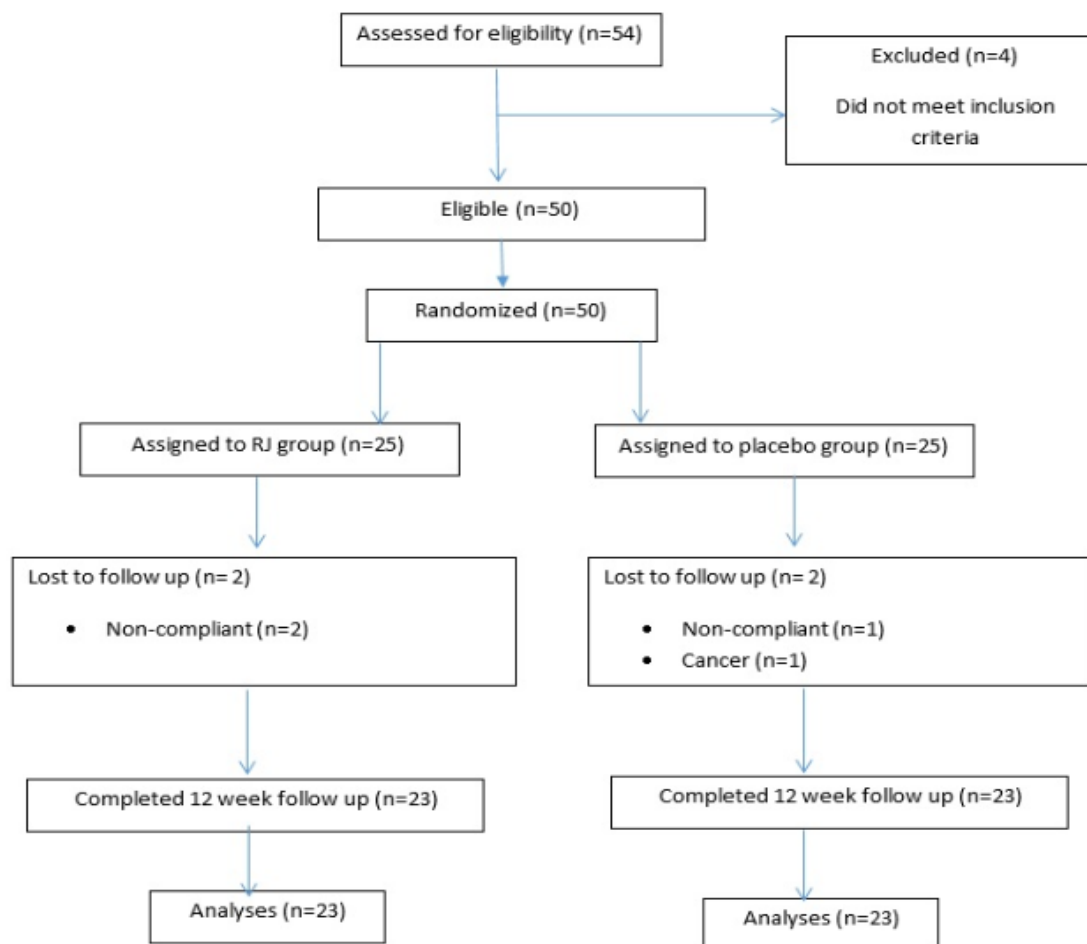 Assessed for eligibility (n=54)
Excluded (n=4)
Did not meet inclusion
criteria
Eligible (n=50)
Randomized (n=50)
Assigned to RJ group (n=25)
Assigned to placebo group (n=25)
Lost to follow up (n= 2)
• Non-compliant (n=2)
Lost to follow up (n= 2)
• Non-compliant (n=1)
• Cancer (n=1)
Completed 12 week follow up (n=23)
Completed 12 week follow up (n=23)
Analyses (n=23)
Analyses (n=23)